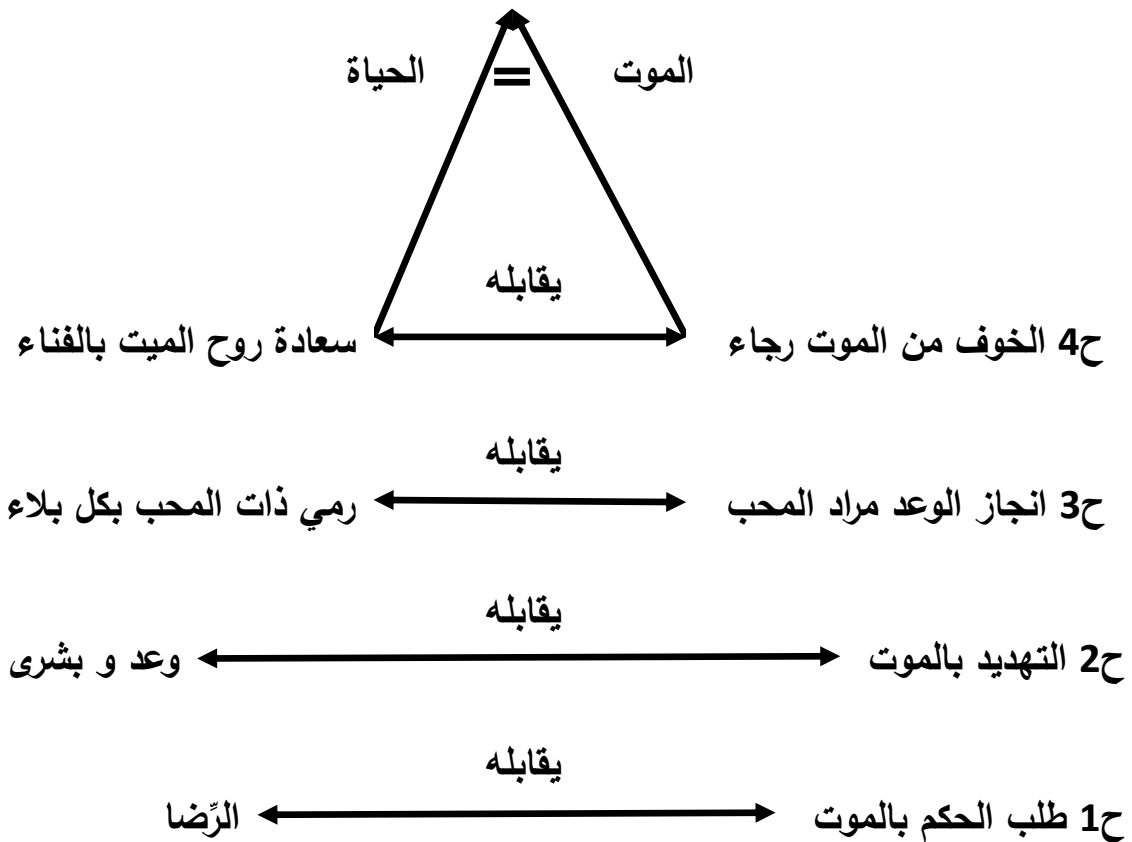 الموت = الحياة
يقابله
ح4 الخوف من الموت رجاء سعادة روح الميت بالفناء
يقابله
ح3 انجاز الوعد مراد المحب رمي ذات المحب بكل بلاء
يقابله
ح2 التهديد بالموت وعد و بشرى
يقابله
ح1 طلب الحكم بالموت الرِّضا